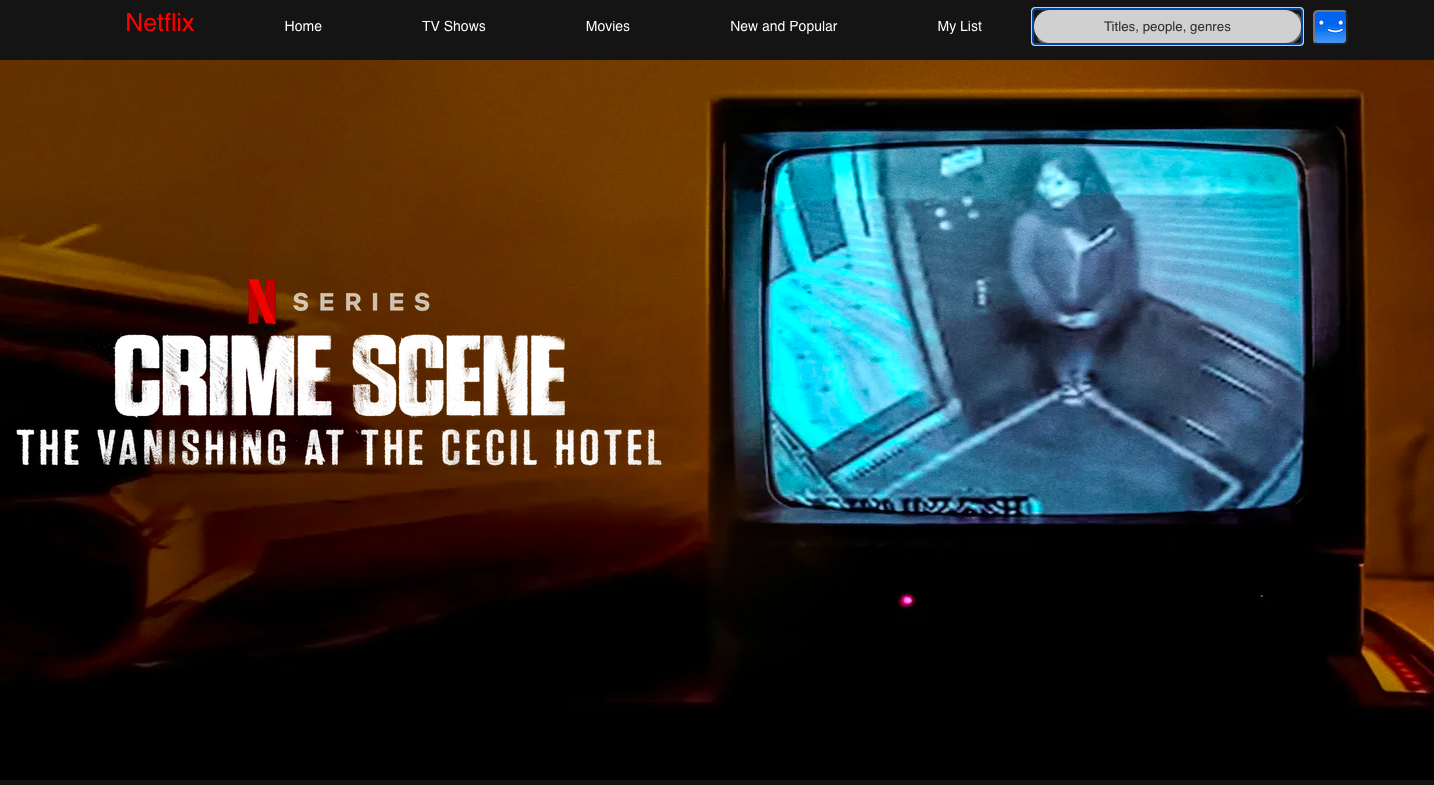 Netflix
Home
TV Shows
Movies
New and Popular
My List
Titles, people, genres
N SERIES
CRIME SCENE
THE VANISHING AT THE CECIL HOTEL